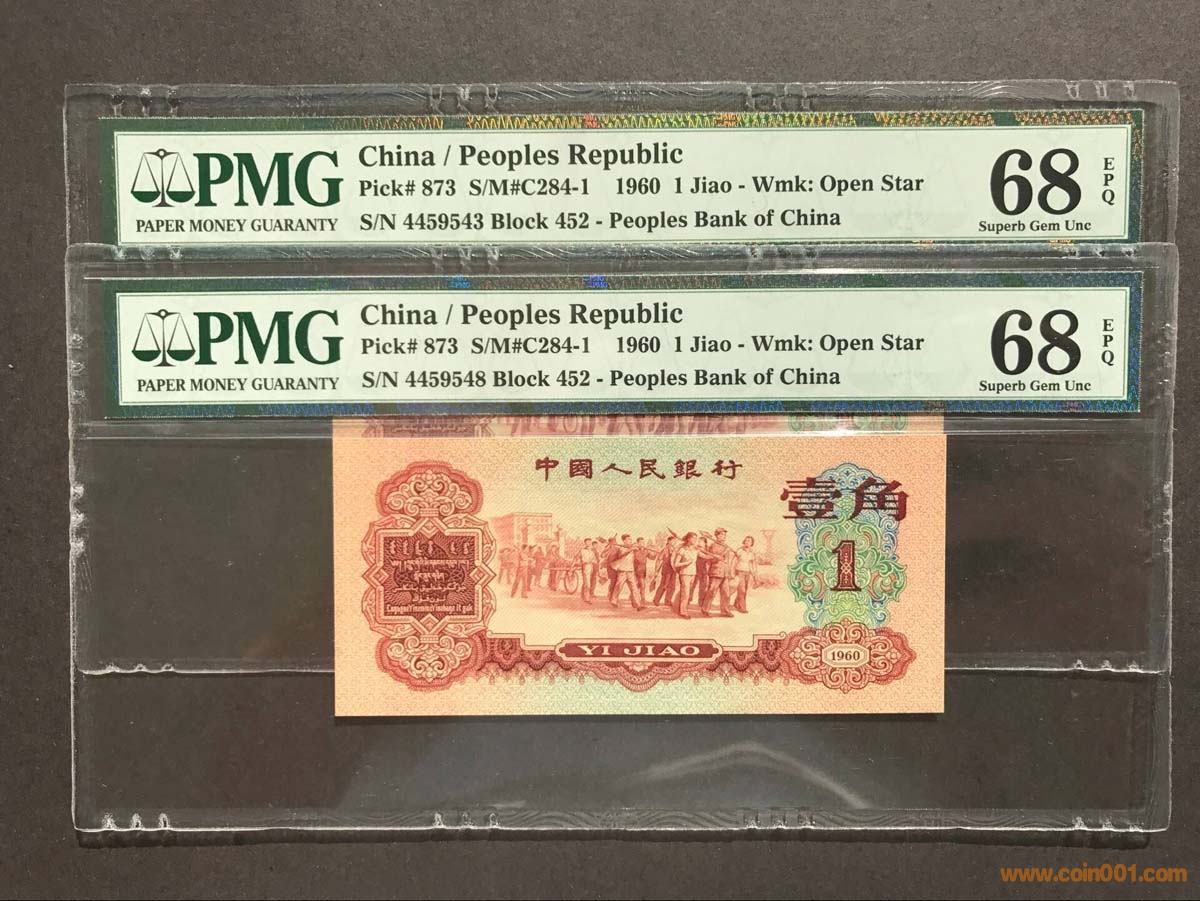 PMG
PAPER MONEY GUARANTY
China / Peoples Republic
Pick# 873 S/M#C284-1 1960 1 Jiao - Wmk: Open Star
S/N 4459543 Block 452 - Peoples Bank of China
68
EPQ
Superb Gem Unc
PMG
PAPER MONEY GUARANTY
China / Peoples Republic
Pick# 873 S/M#C284-1 1960 1 Jiao - Wmk: Open Star
S/N 4459548 Block 452 - Peoples Bank of China
68
EPQ
Superb Gem Unc
中國人民銀行
壹角
1
YI JIAO
1960
www.coin001.com